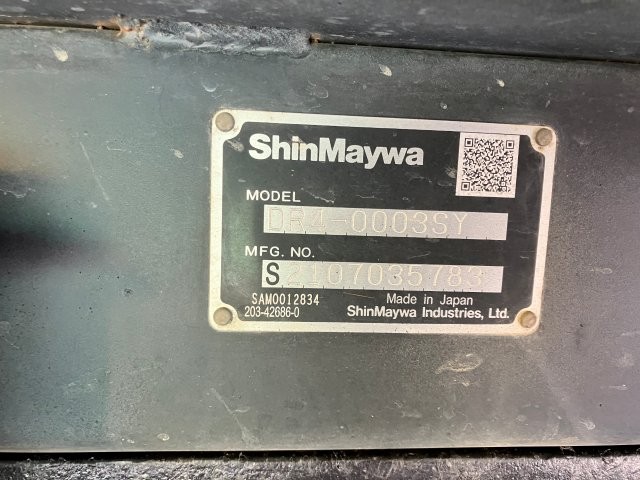 ShinMaywa
MODEL
DR4-0003SY
MFG. NO.
S2107035783
SAM0012834
203-42686-0
Made in Japan
ShinMaywa Industries, Ltd.